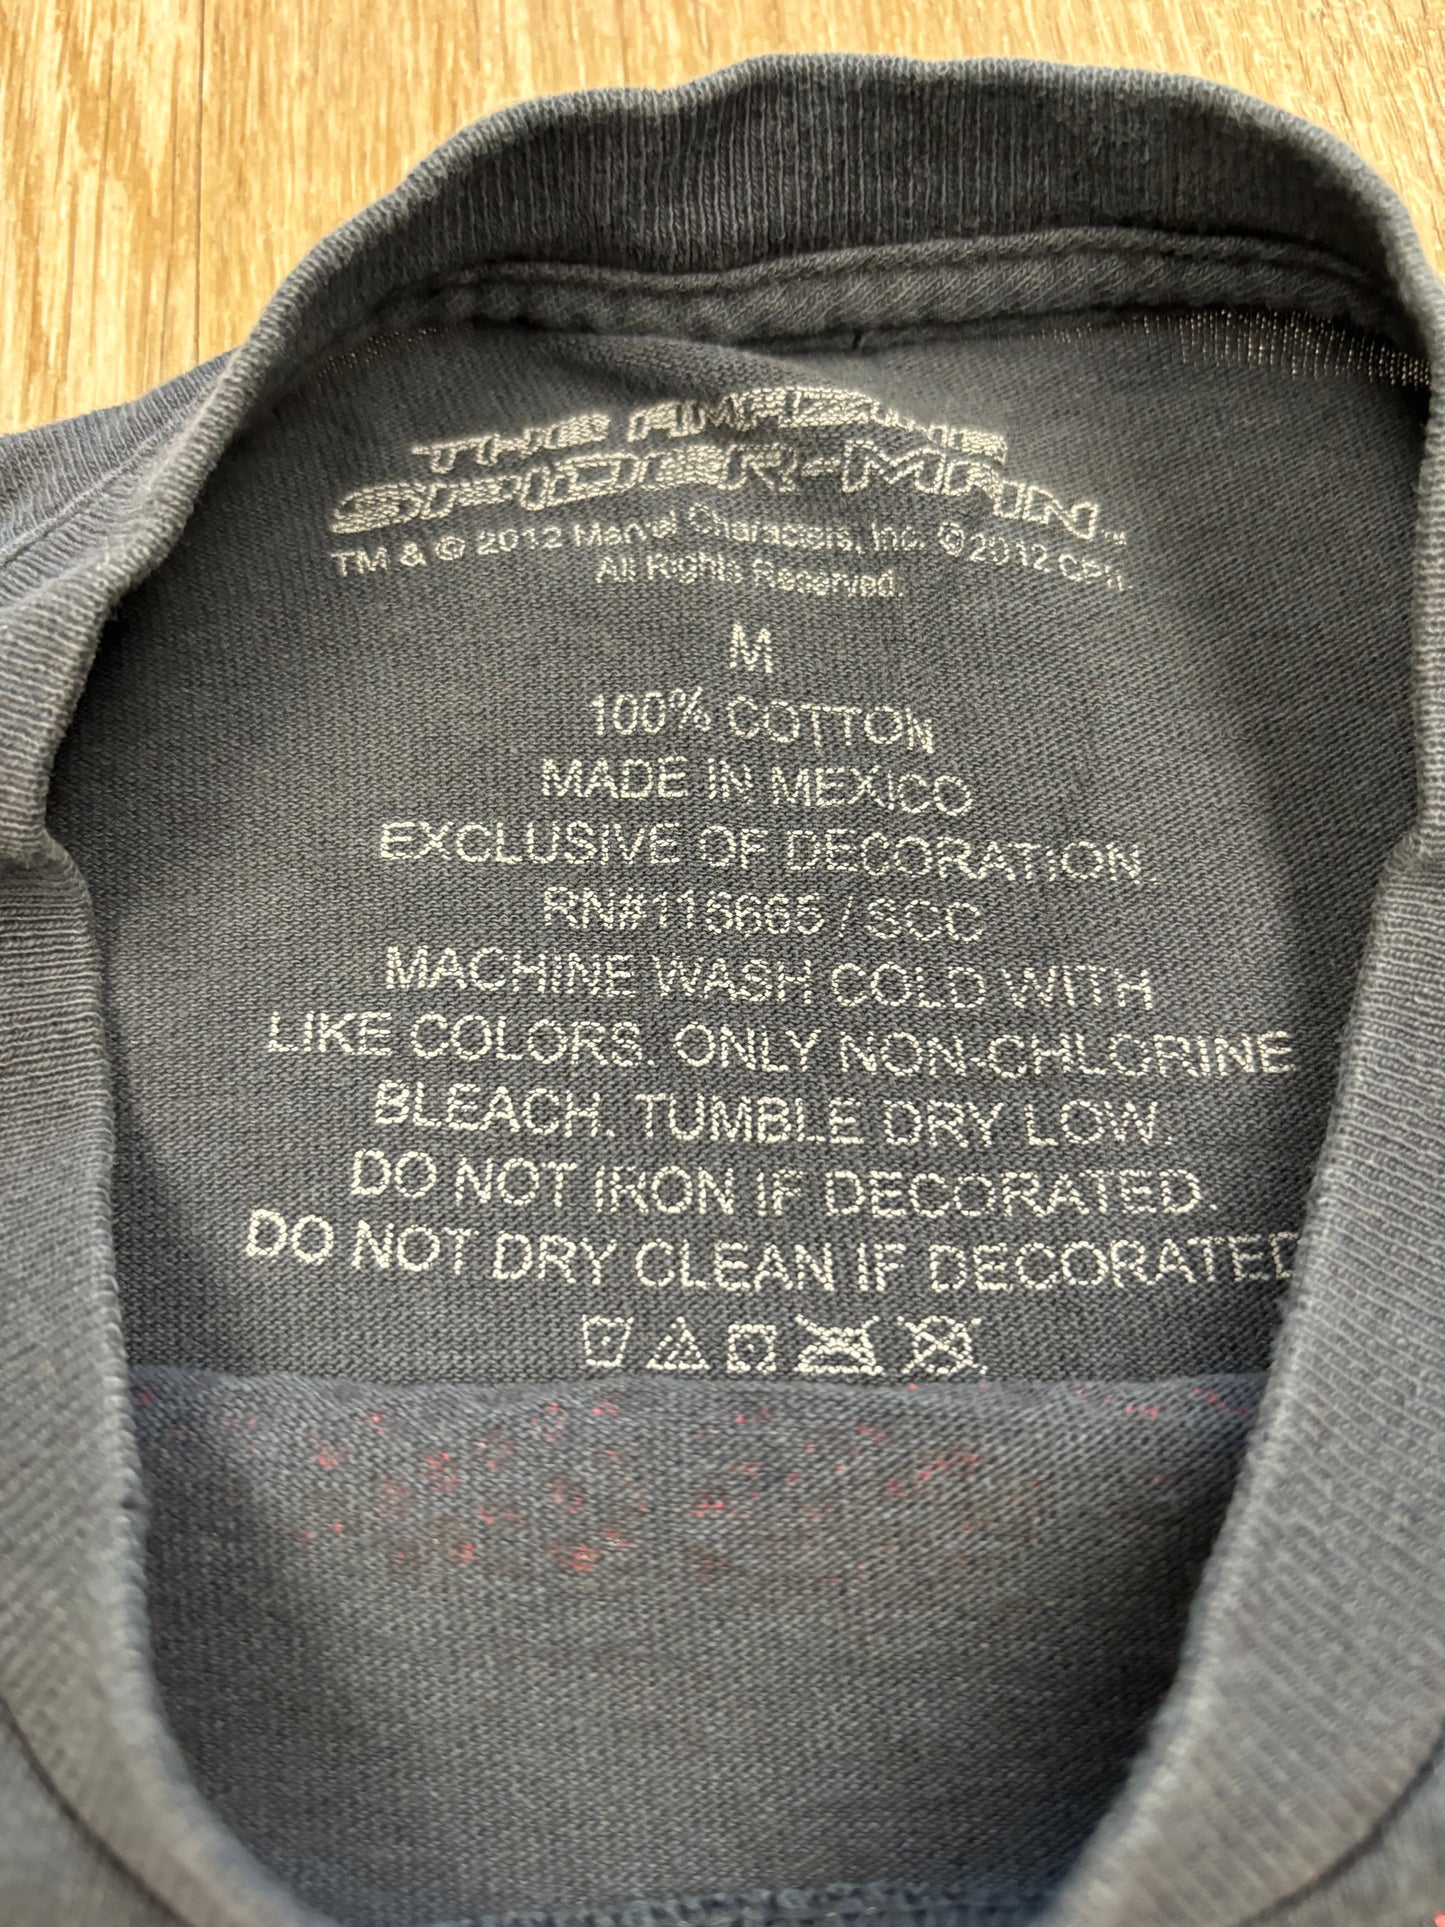 THE AMAZING
SPIDER-MAN™
TM & © 2012 Marvel Characters, Inc. © 2012 CPII.
All Rights Reserved.
M
100% COTTON
MADE IN MEXICO
EXCLUSIVE OF DECORATION.
RN#115665 / SCC
MACHINE WASH COLD WITH
LIKE COLORS. ONLY NON-CHLORINE
BLEACH. TUMBLE DRY LOW.
DO NOT IRON IF DECORATED.
DO NOT DRY CLEAN IF DECORATED